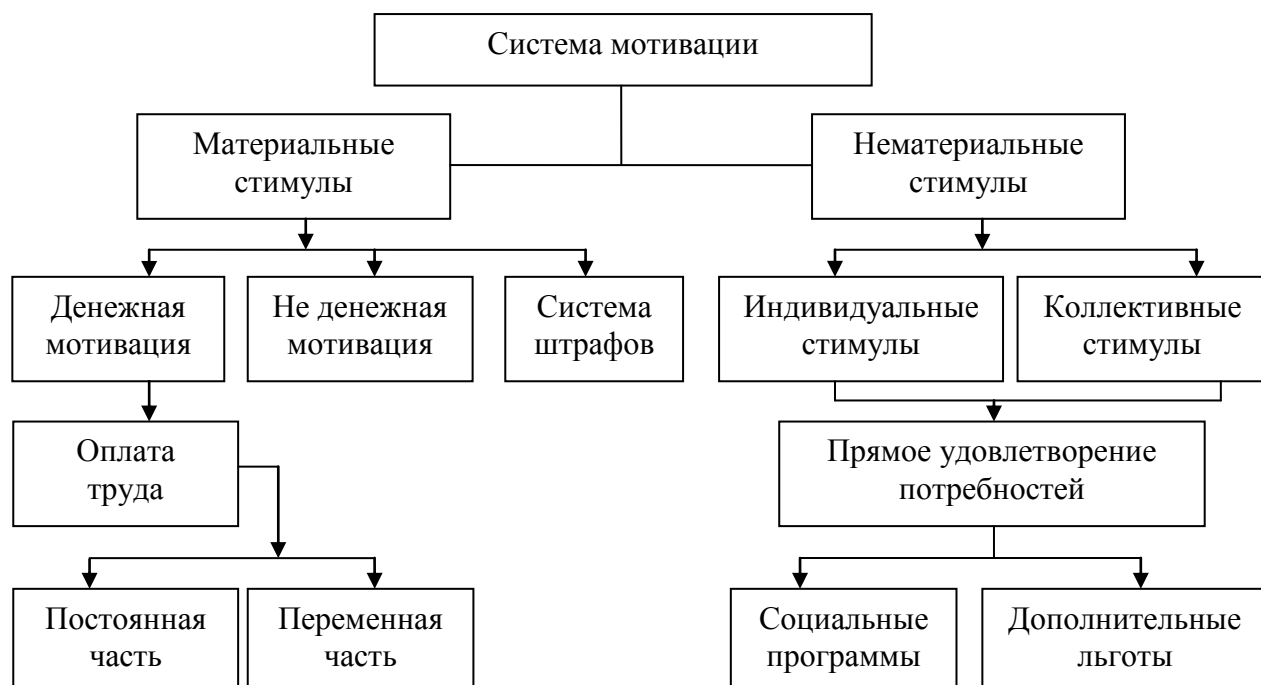 Система мотивации
Материальные
стимулы
Нематериальные
стимулы
Денежная
мотивация
Не денежная
мотивация
Система
штрафов
Индивидуальные
стимулы
Коллективные
стимулы
Оплата
труда
Прямое удовлетворение
потребностей
Постоянная
часть
Переменная
часть
Социальные
программы
Дополнительные
льготы